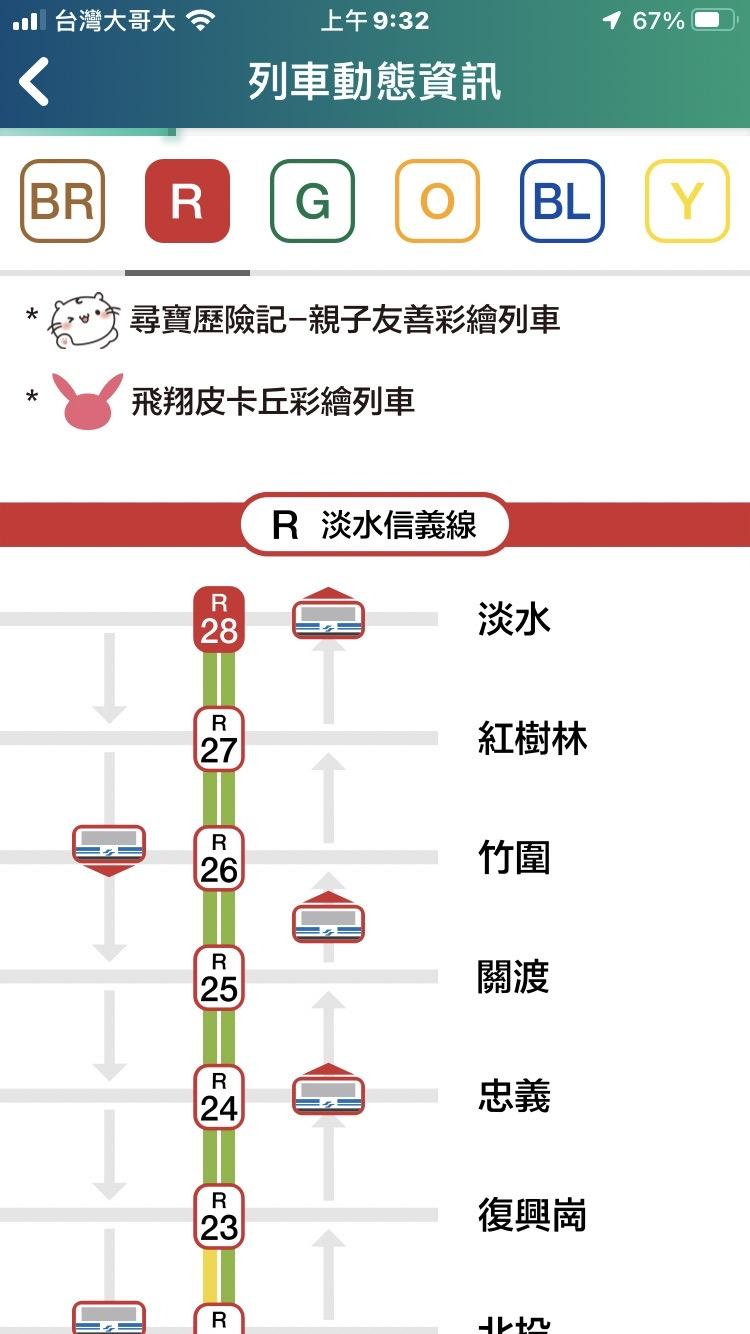 台灣大哥大 上午9:32 67%
列車動態資訊
BR R G O BL Y
* 尋寶歷險記–親子友善彩繪列車
* 飛翔皮卡丘彩繪列車
R 淡水信義線
R 28 淡水
R 27 紅樹林
R 26 竹圍
R 25 關渡
R 24 忠義
R 23 復興崗
R 北投